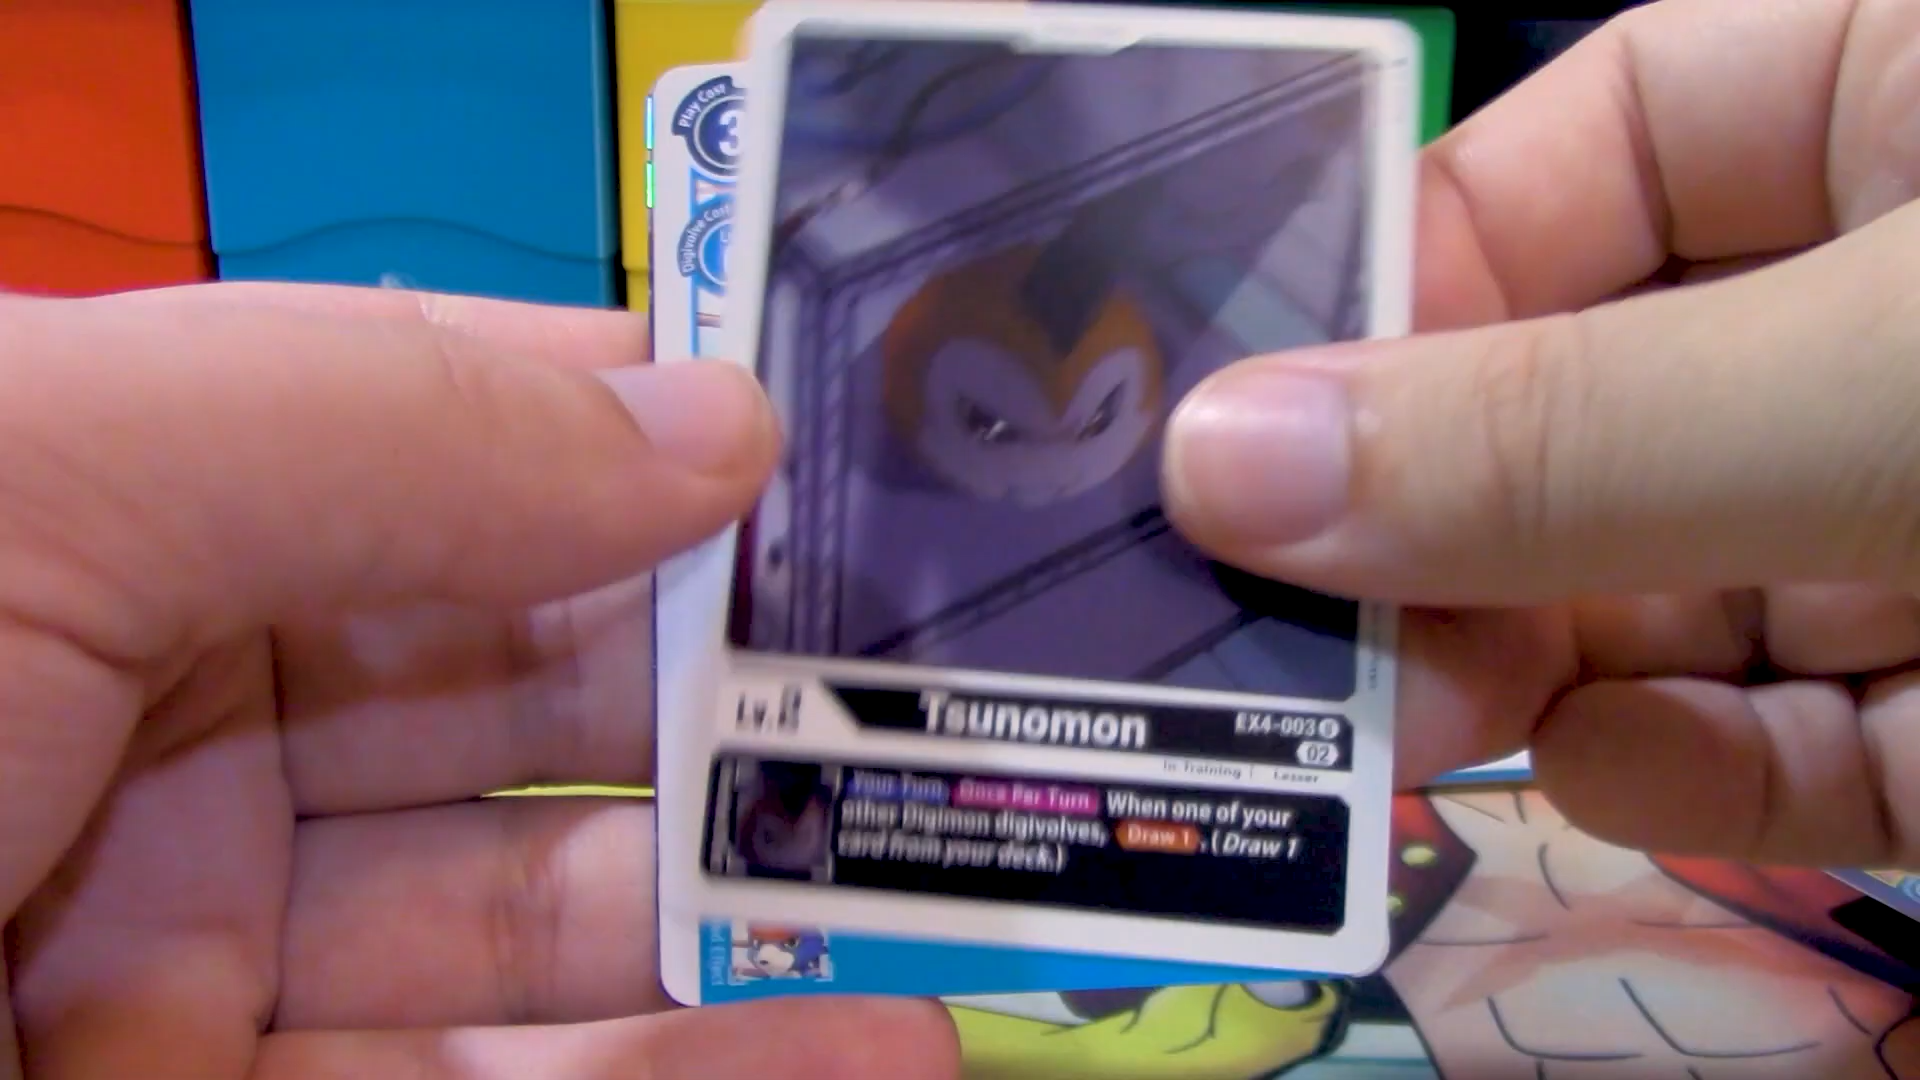 Play Cost
3
Digivolve Cost
Lv.2
Tsunomon
EX4-003 U
02
In-Training | Lesser
Your Turn Once Per Turn When one of your
other Digimon digivolves, Draw 1. (Draw 1
card from your deck.)